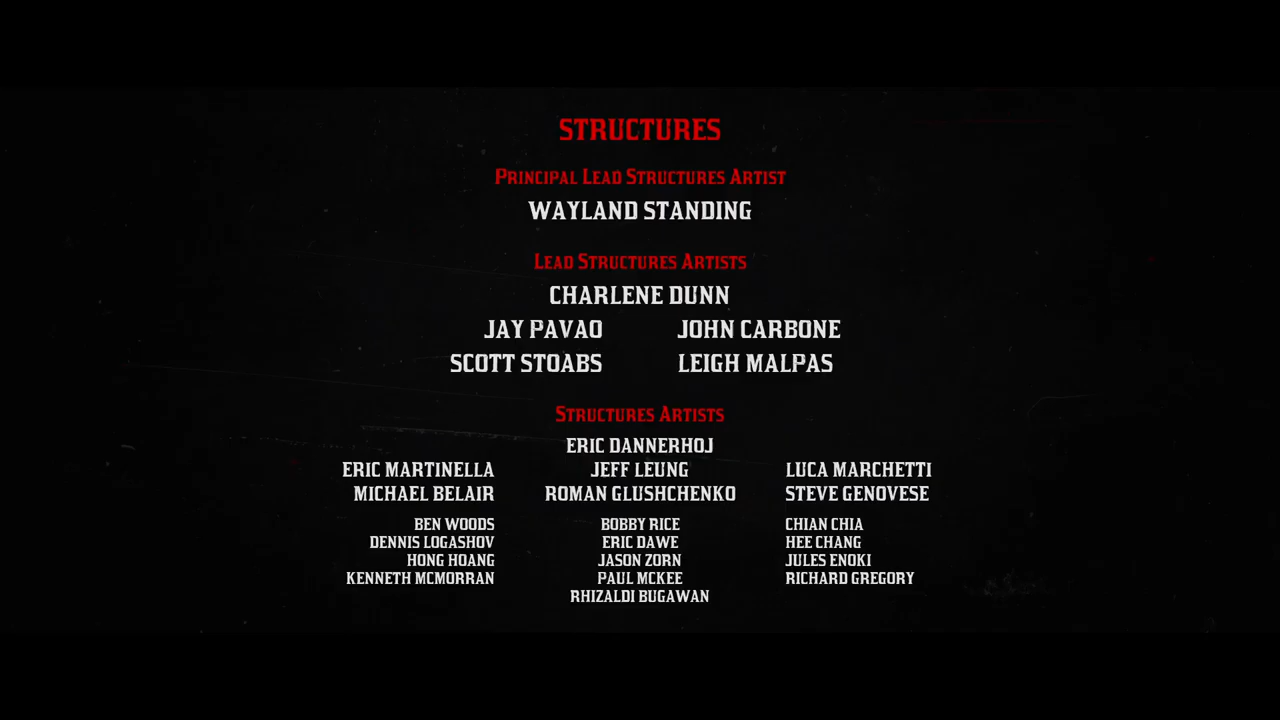 STRUCTURES
PRINCIPAL LEAD STRUCTURES ARTIST
WAYLAND STANDING
LEAD STRUCTURES ARTISTS
CHARLENE DUNN
JAY PAVAO JOHN CARBONE
SCOTT STOABS LEIGH MALPAS
STRUCTURES ARTISTS
ERIC DANNERHOJ
ERIC MARTINELLA JEFF LEUNG LUCA MARCHETTI
MICHAEL BELAIR ROMAN GLUSHCHENKO STEVE GENOVESE
BEN WOODS BOBBY RICE CHIAN CHIA
DENNIS LOGASHOV ERIC DAWE HEE CHANG
HONG HOANG JASON ZORN JULES ENOKI
KENNETH MCMORRAN PAUL MCKEE RICHARD GREGORY
RHIZALDI BUGAWAN